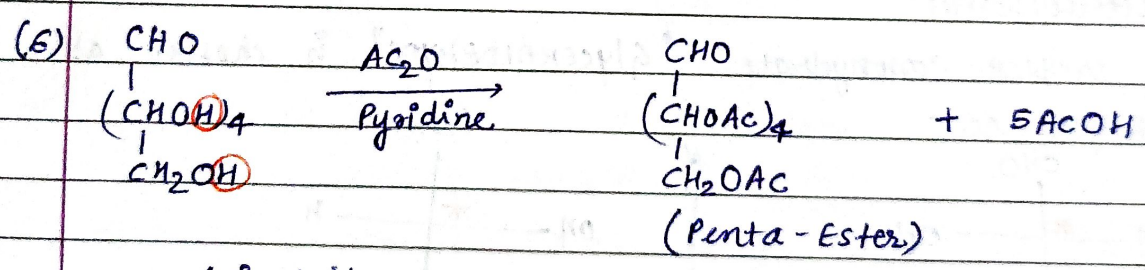 (6) CHO Ac2O CHO
(CHOH)4 Pyridine (CHOAc)4 + 5AcOH
CH2OH CH2OAc
(Penta-Ester)